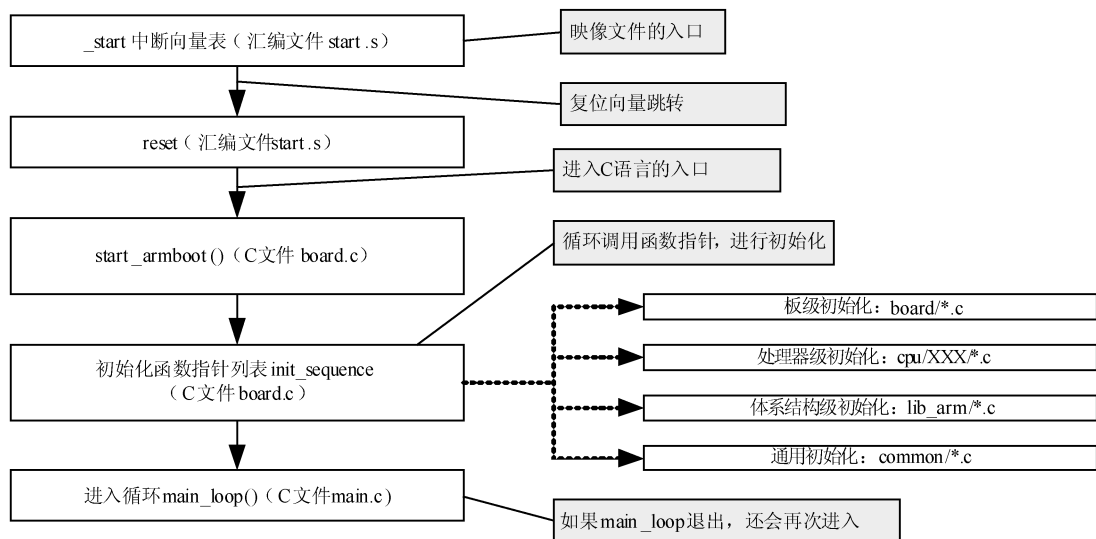 _start 中断向量表（ 汇编文件 start .s）
映像文件的入口
复位向量跳转
reset（ 汇编文件start.s）
进入C语言的入口
start _armboot ()（C文件 board.c）
循环调用函数指针，进行初始化
板级初始化：board/*.c
初始化函数指针列表 init_sequence
（ C 文件 board.c）
处理器级初始化：cpu/XXX/*.c
体系结构级初始化：lib_arm/*.c
通用初始化：common/*.c
进入循环main_loop()（ C文件main.c）
如果main _loop退出，还会再次进入